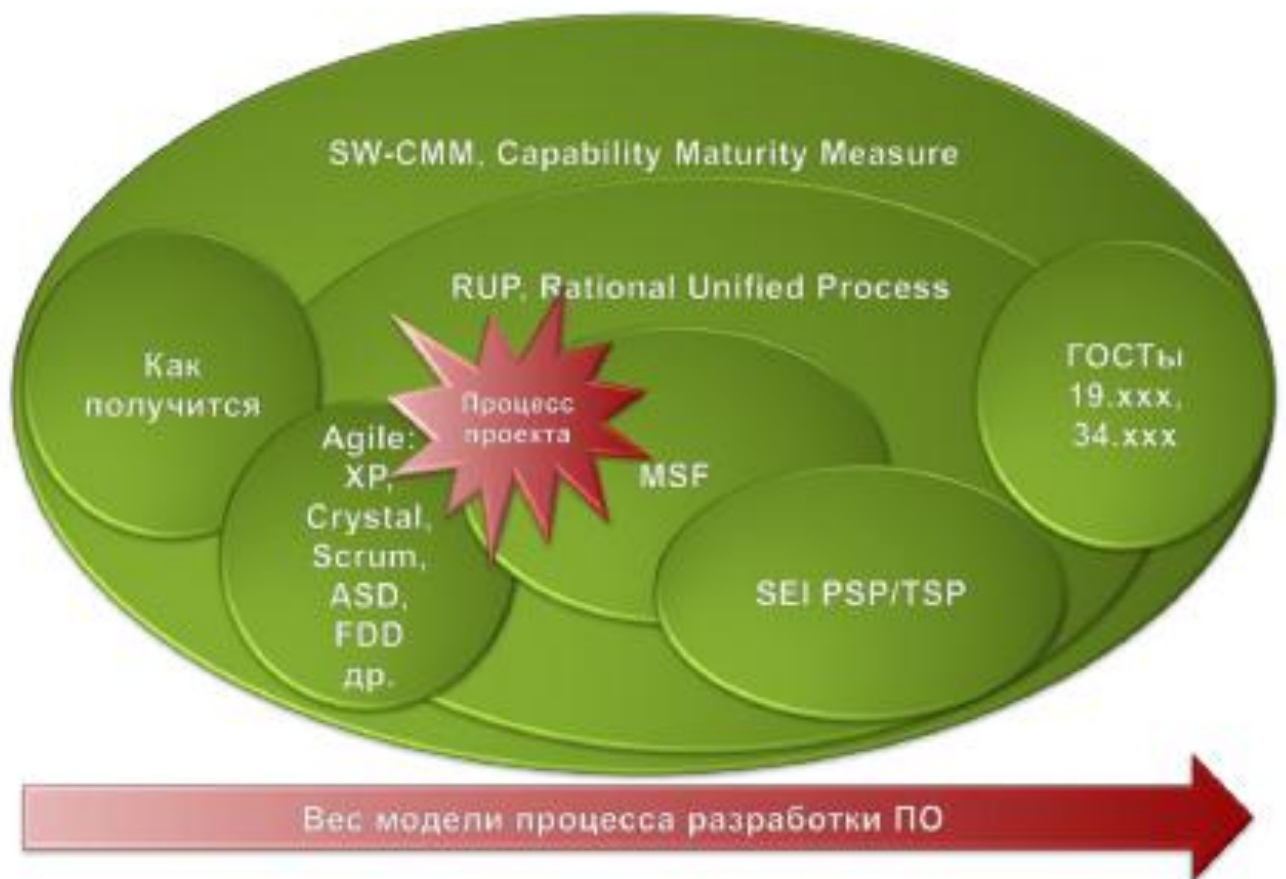 SW-CMM, Capability Maturity Measure
RUP, Rational Unified Process
Как
получится
Процесс
проекта
Agile:
XP,
Crystal,
Scrum,
ASD,
FDD
др.
MSF
SEI PSP/TSP
ГОСТы
19.xxx,
34.xxx
Вес модели процесса разработки ПО